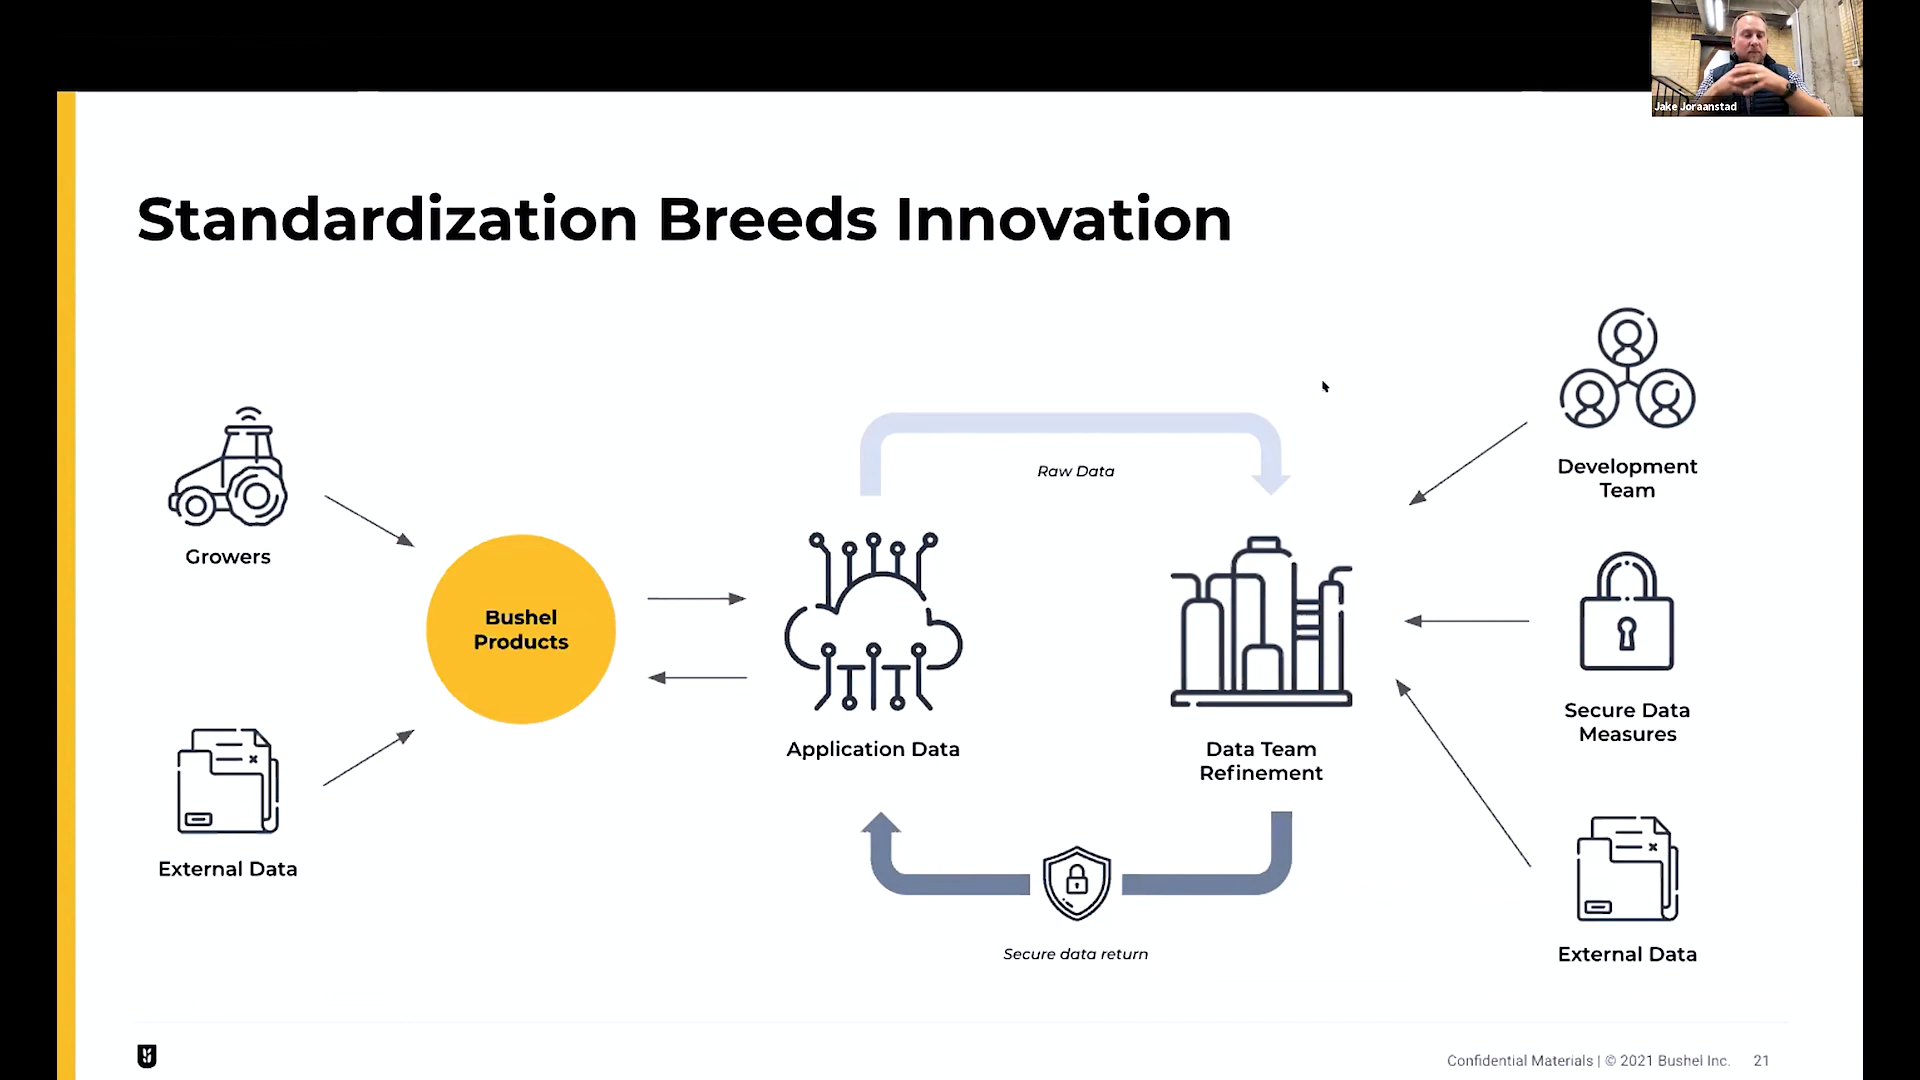 Jake Joraanstad
Standardization Breeds Innovation
Growers
External Data
Bushel
Products
Raw Data
Application Data
Data Team
Refinement
Secure data return
Development
Team
Secure Data
Measures
External Data
Confidential Materials | © 2021 Bushel Inc. 21